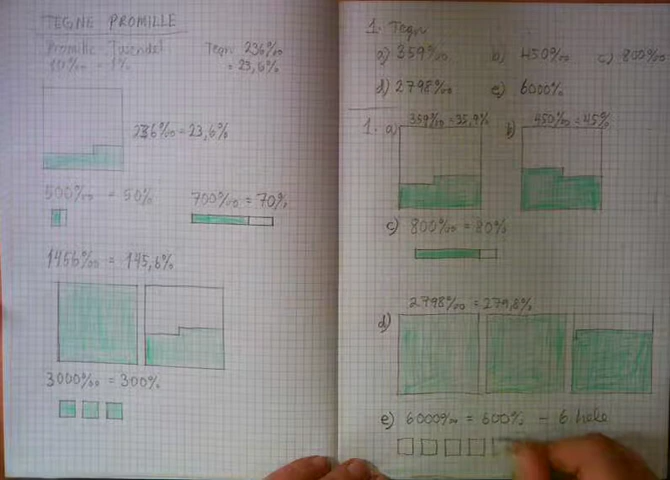 TEGNE PROMILLE
Promille Tusendel
10‰ = 1%
Tegn 236‰
= 23,6%
236‰ = 23,6%
500‰ = 50%
700‰ = 70%
1456‰ = 145,6%
3000‰ = 300%
1. Tegn
a) 359‰ b) 450‰ c) 800‰
d) 2798‰ e) 6000‰
1. a) 359‰ = 35,9% b) 450‰ = 45%
c) 800‰ = 80%
2798‰ = 279,8%
d)
e) 6000‰ = 600% - 6 hele